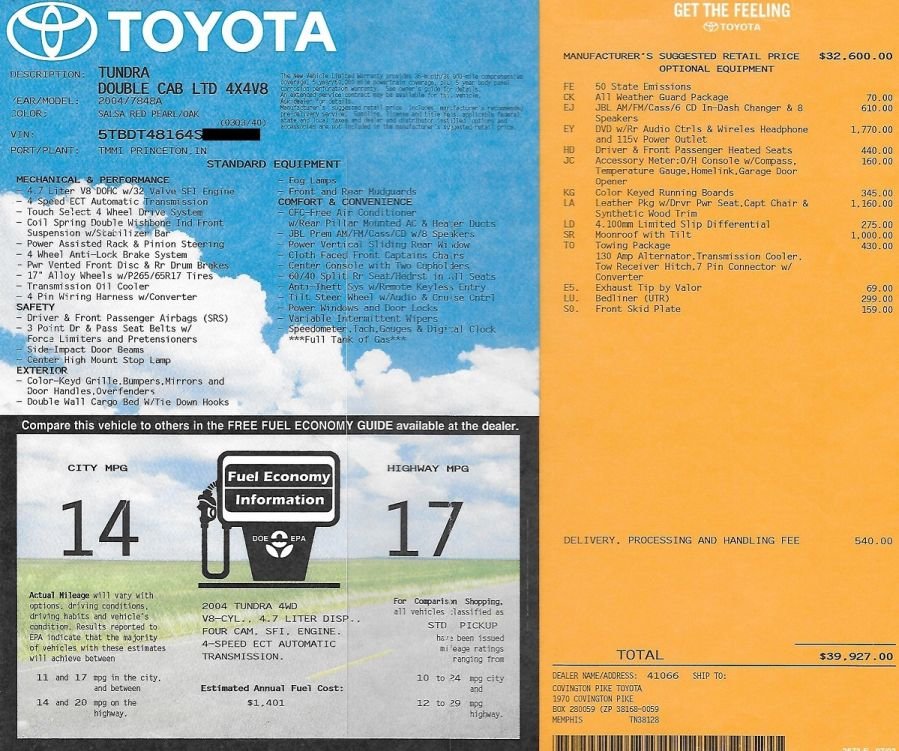 TOYOTA
DESCRIPTION: TUNDRA
DOUBLE CAB LTD 4X4V8
YEAR/MODEL: 2004/7848A
COLOR: SALSA RED PEARL/OAK
(03Q3/40)
VIN: 5TBDT48164S
PORT/PLANT: TMMI PRINCETON,IN
STANDARD EQUIPMENT
MECHANICAL & PERFORMANCE
- 4.7 Liter V8 DOHC w/32 Valve SFI Engine
- 4 Speed ECT Automatic Transmission
- Touch Select 4 Wheel Drive System
- Coil Spring Double Wishbone Ind Front
Suspension w/Stabilizer Bar
- Power Assisted Rack & Pinion Steering
- 4 Wheel Anti-Lock Brake System
- Pwr Vented Front Disc & Rr Drum Brakes
- 17" Alloy Wheels w/P265/65R17 Tires
- Transmission Oil Cooler
- 4 Pin Wiring Harness w/Converter
SAFETY
- Driver & Front Passenger Airbags (SRS)
- 3 Point Dr & Pass Seat Belts w/
Force Limiters and Pretensioners
- Side-Impact Door Beams
- Center High Mount Stop Lamp
EXTERIOR
- Color-Keyd Grille,Bumpers,Mirrors and
Door Handles,Overfenders
- Double Wall Cargo Bed W/Tie Down Hooks
- Fog Lamps
- Front and Rear Mudguards
COMFORT & CONVENIENCE
- CFC-Free Air Conditioner
w/Rear Pillar Mounted AC & Heater Ducts
- JBL Prem AM/FM/Cass/CD w/8 Speakers
- Power Vertical Sliding Rear Window
- Cloth Faced Front Captains Chairs
- Center Console with Two Cupholders
- 60/40 Split Rr Seat/Hedrst in All Seats
- Anti-Theft Sys w/Remote Keyless Entry
- Tilt Steer Wheel w/Audio & Cruise Cntrl
- Power Windows and Door Locks
- Variable Intermittent Wipers
- Speedometer,Tach,Gauges & Digital Clock
***Full Tank of Gas***
Compare this vehicle to others in the FREE FUEL ECONOMY GUIDE available at the dealer.
CITY MPG
14
Fuel Economy
Information
DOE EPA
HIGHWAY MPG
17
Actual Mileage will vary with
options, driving conditions,
driving habits and vehicle's
condition. Results reported to
EPA indicate that the majority
of vehicles with these estimates
will achieve between
11 and 17 mpg in the city,
and between
14 and 20 mpg on the
highway.
2004 TUNDRA 4WD
V8-CYL., 4.7 LITER DISP.,
FOUR CAM, SFI, ENGINE.
4-SPEED ECT AUTOMATIC
TRANSMISSION.
Estimated Annual Fuel Cost:
$1,401
For Comparison Shopping,
all vehicles classified as
STD PICKUP
have been issued
mileage ratings
ranging from
10 to 24 mpg city
and
12 to 29 mpg
highway.
GET THE FEELING
TOYOTA
MANUFACTURER'S SUGGESTED RETAIL PRICE $32,600.00
OPTIONAL EQUIPMENT
FE 50 State Emissions
CK All Weather Guard Package 70.00
EJ JBL AM/FM/Cass/6 CD In-Dash Changer & 8 610.00
Speakers
EY DVD w/Rr Audio Ctrls & Wireless Headphone 1,770.00
and 115v Power Outlet
HD Driver & Front Passenger Heated Seats 440.00
JC Accessory Meter:O/H Console w/Compass, 160.00
Temperature Gauge,Homelink,Garage Door
Opener
KG Color Keyed Running Boards 345.00
LA Leather Pkg w/Drvr Pwr Seat,Capt Chair & 1,160.00
Synthetic Wood Trim
LD 4.100mm Limited Slip Differential 275.00
SR Moonroof with Tilt 1,000.00
TO Towing Package 430.00
130 Amp Alternator,Transmission Cooler,
Tow Receiver Hitch,7 Pin Connector w/
Converter
E5. Exhaust Tip by Valor 69.00
LU. Bedliner (UTR) 299.00
S0. Front Skid Plate 159.00
DELIVERY, PROCESSING AND HANDLING FEE 540.00
TOTAL $39,927.00
DEALER NAME/ADDRESS: 41066 SHIP TO:
COVINGTON PIKE TOYOTA
1970 COVINGTON PIKE
BOX 280059 (ZP 38168-0059
MEMPHIS TN38128